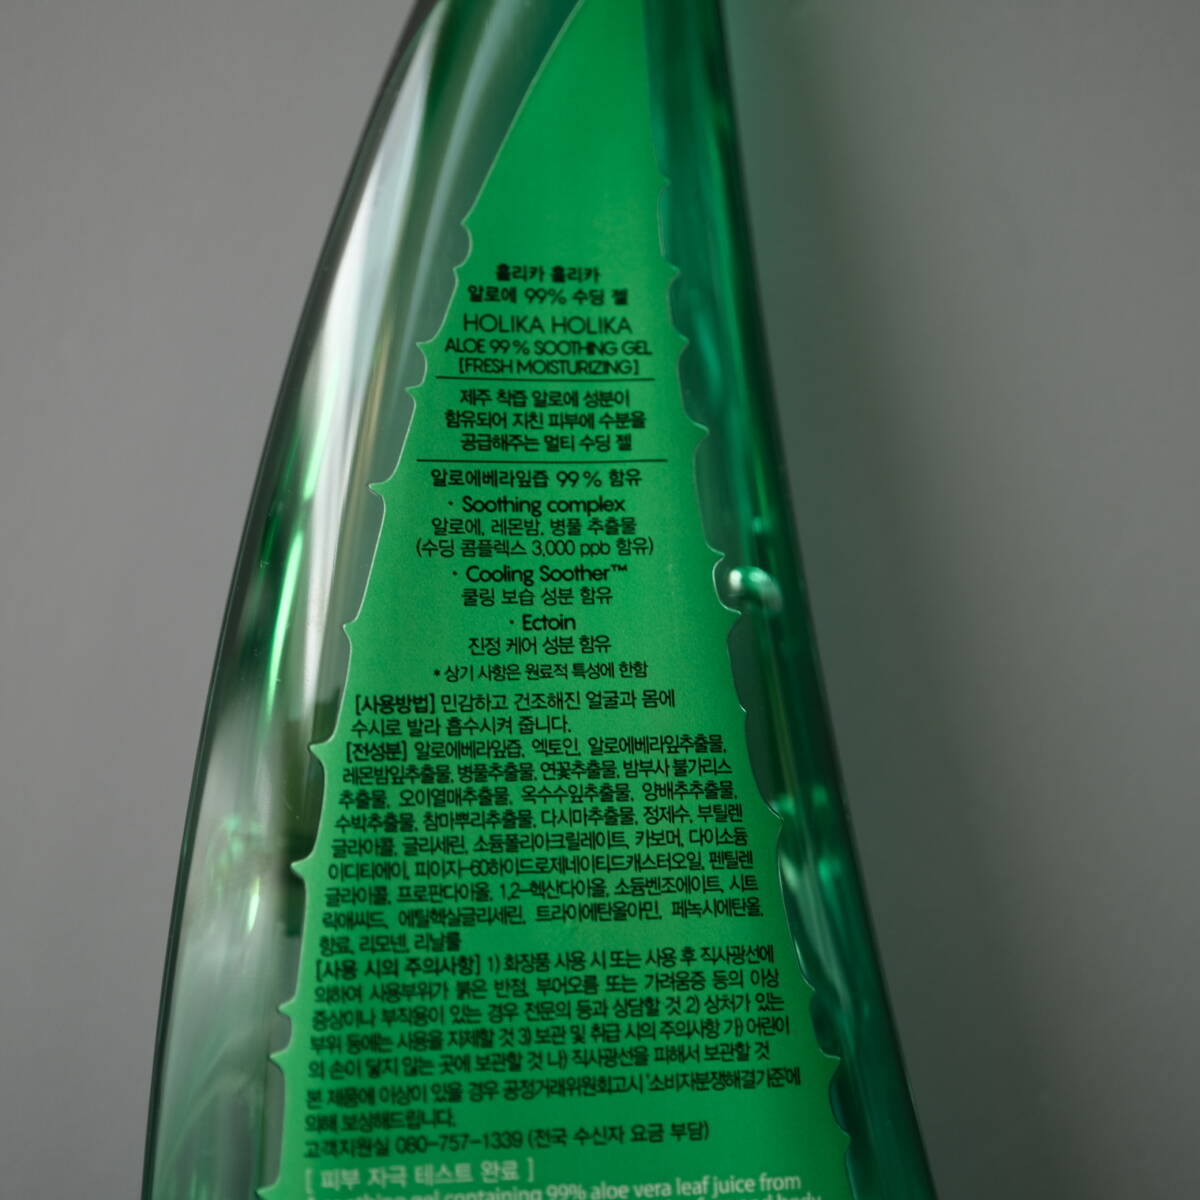 홀리카 홀리카
알로에 99% 수딩 젤
HOLIKA HOLIKA
ALOE 99% SOOTHING GEL
[FRESH MOISTURIZING]
제주 착즙 알로에 성분이
함유되어 지친 피부에 수분을
공급해주는 멀티 수딩 젤
알로에베라잎즙 99% 함유
· Soothing complex
알로에, 레몬밤, 병풀 추출물
(수딩 콤플렉스 3,000 ppb 함유)
· Cooling Soother™
쿨링 보습 성분 함유
· Ectoin
진정 케어 성분 함유
* 상기 사항은 원료적 특성에 한함
[사용방법] 민감하고 건조해진 얼굴과 몸에
수시로 발라 흡수시켜 줍니다.
[전성분] 알로에베라잎즙, 엑토인, 알로에베라잎추출물,
레몬밤잎추출물, 병풀추출물, 연꽃추출물, 밤부사 불가리스
추출물, 오이열매추출물, 옥수수잎추출물, 양배추추출물,
수박추출물, 참마뿌리추출물, 다시마추출물, 정제수, 부틸렌
글라이콜, 글리세린, 소듐폴리아크릴레이트, 카보머, 다이소듐
이디티에이, 피이지-60하이드로제네이티드캐스터오일, 펜틸렌
글라이콜, 프로판다이올, 1,2-헥산다이올, 소듐벤조에이트, 시트
릭애씨드, 에틸헥실글리세린, 트라이에탄올아민, 페녹시에탄올,
향료, 리모넨, 리날룰
[사용 시의 주의사항] 1) 화장품 사용 시 또는 사용 후 직사광선에
의하여 사용부위가 붉은 반점, 부어오름 또는 가려움증 등의 이상
증상이나 부작용이 있는 경우 전문의 등과 상담할 것 2) 상처가 있는
부위 등에는 사용을 자제할 것 3) 보관 및 취급 시의 주의사항 가) 어린이
의 손이 닿지 않는 곳에 보관할 것 나) 직사광선을 피해서 보관할 것
본 제품에 이상이 있을 경우 공정거래위원회고시 '소비자분쟁해결기준'에
의해 보상해드립니다.
고객지원실 080-757-1339 (전국 수신자 요금 부담)
[ 피부 자극 테스트 완료 ]
gel containing 99% aloe vera leaf juice from